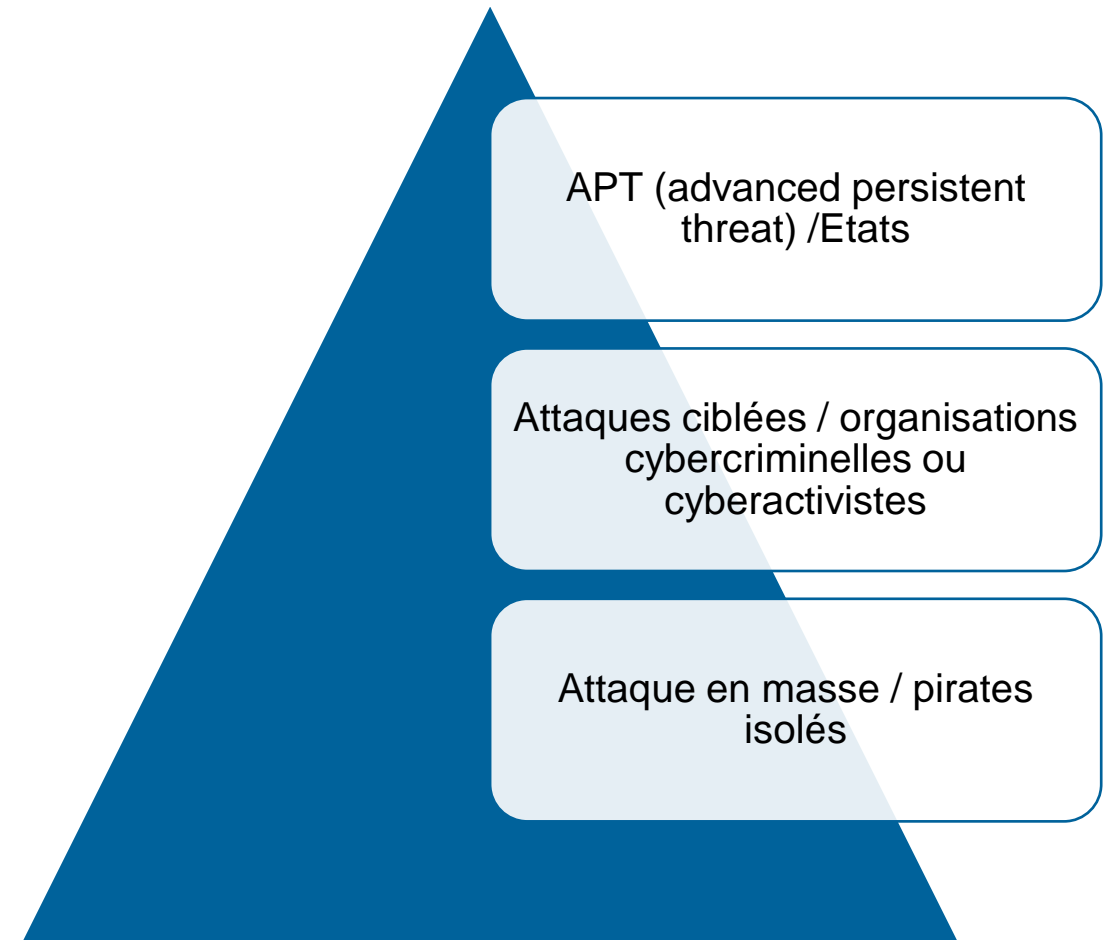 APT (advanced persistent
threat) /Etats
Attaques ciblées / organisations
cybercriminelles ou
cyberactivistes
Attaque en masse / pirates
isolés